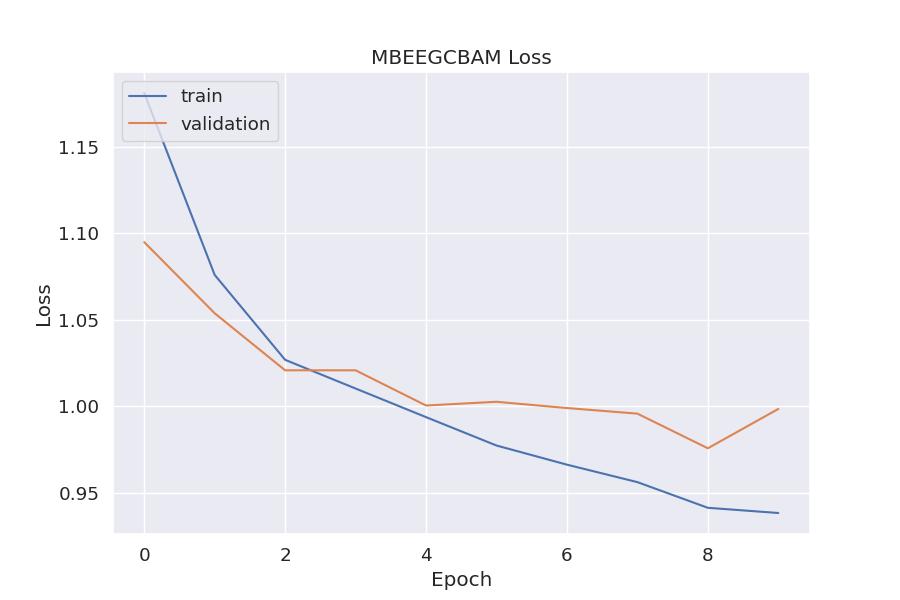 MBEEGCBAM Loss
train
validation
1.15
1.10
1.05
1.00
0.95
Loss
0 2 4 6 8
Epoch